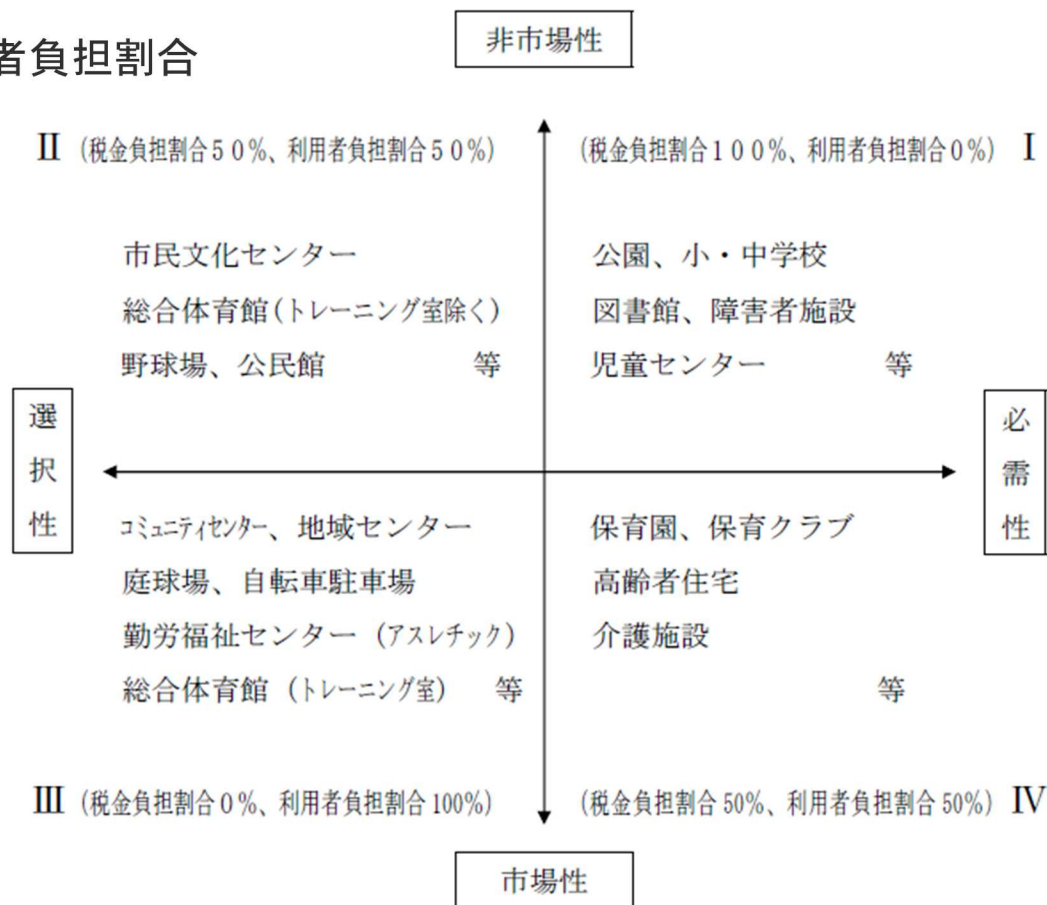 者負担割合
非市場性
Ⅱ (税金負担割合50%、利用者負担割合50%)
(税金負担割合100%、利用者負担割合0%) Ⅰ
市民文化センター
総合体育館(トレーニング室除く)
野球場、公民館 等
公園、小・中学校
図書館、障害者施設
児童センター 等
選択性
必需性
コミュニティセンター、地域センター
庭球場、自転車駐車場
勤労福祉センター (アスレチック)
総合体育館 (トレーニング室) 等
保育園、保育クラブ
高齢者住宅
介護施設
等
Ⅲ (税金負担割合0%、利用者負担割合100%)
(税金負担割合50%、利用者負担割合50%) Ⅳ
市場性